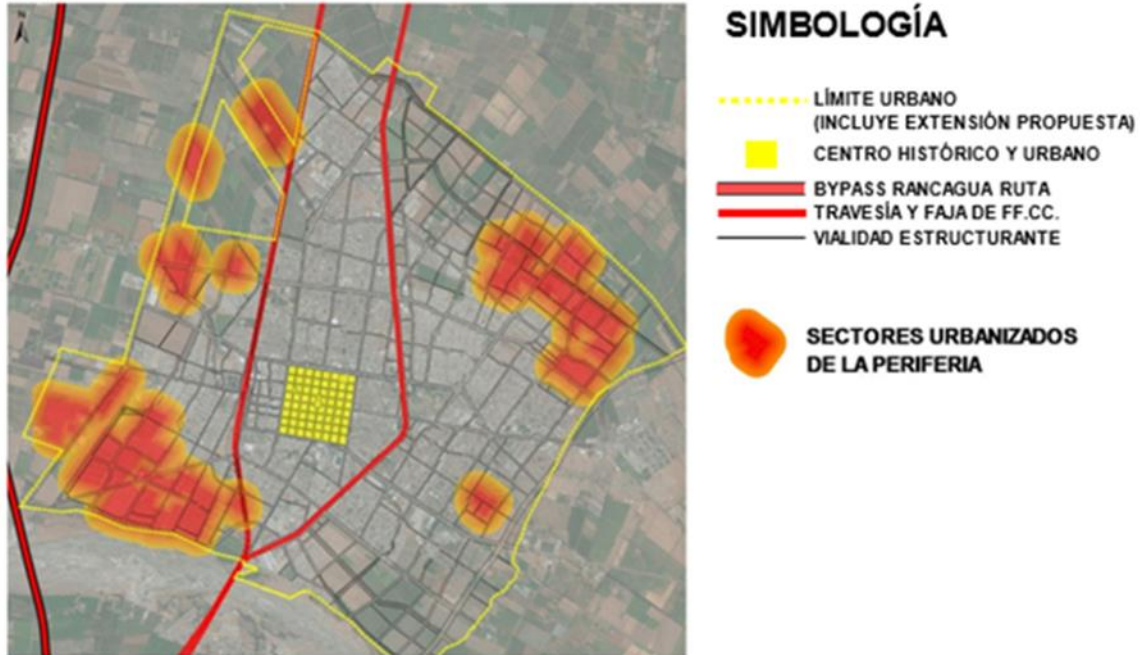 N
SIMBOLOGÍA
LÍMITE URBANO
(INCLUYE EXTENSIÓN PROPUESTA)
CENTRO HISTÓRICO Y URBANO
BYPASS RANCAGUA RUTA
TRAVESÍA Y FAJA DE FF.CC.
VIALIDAD ESTRUCTURANTE
SECTORES URBANIZADOS
DE LA PERIFERIA